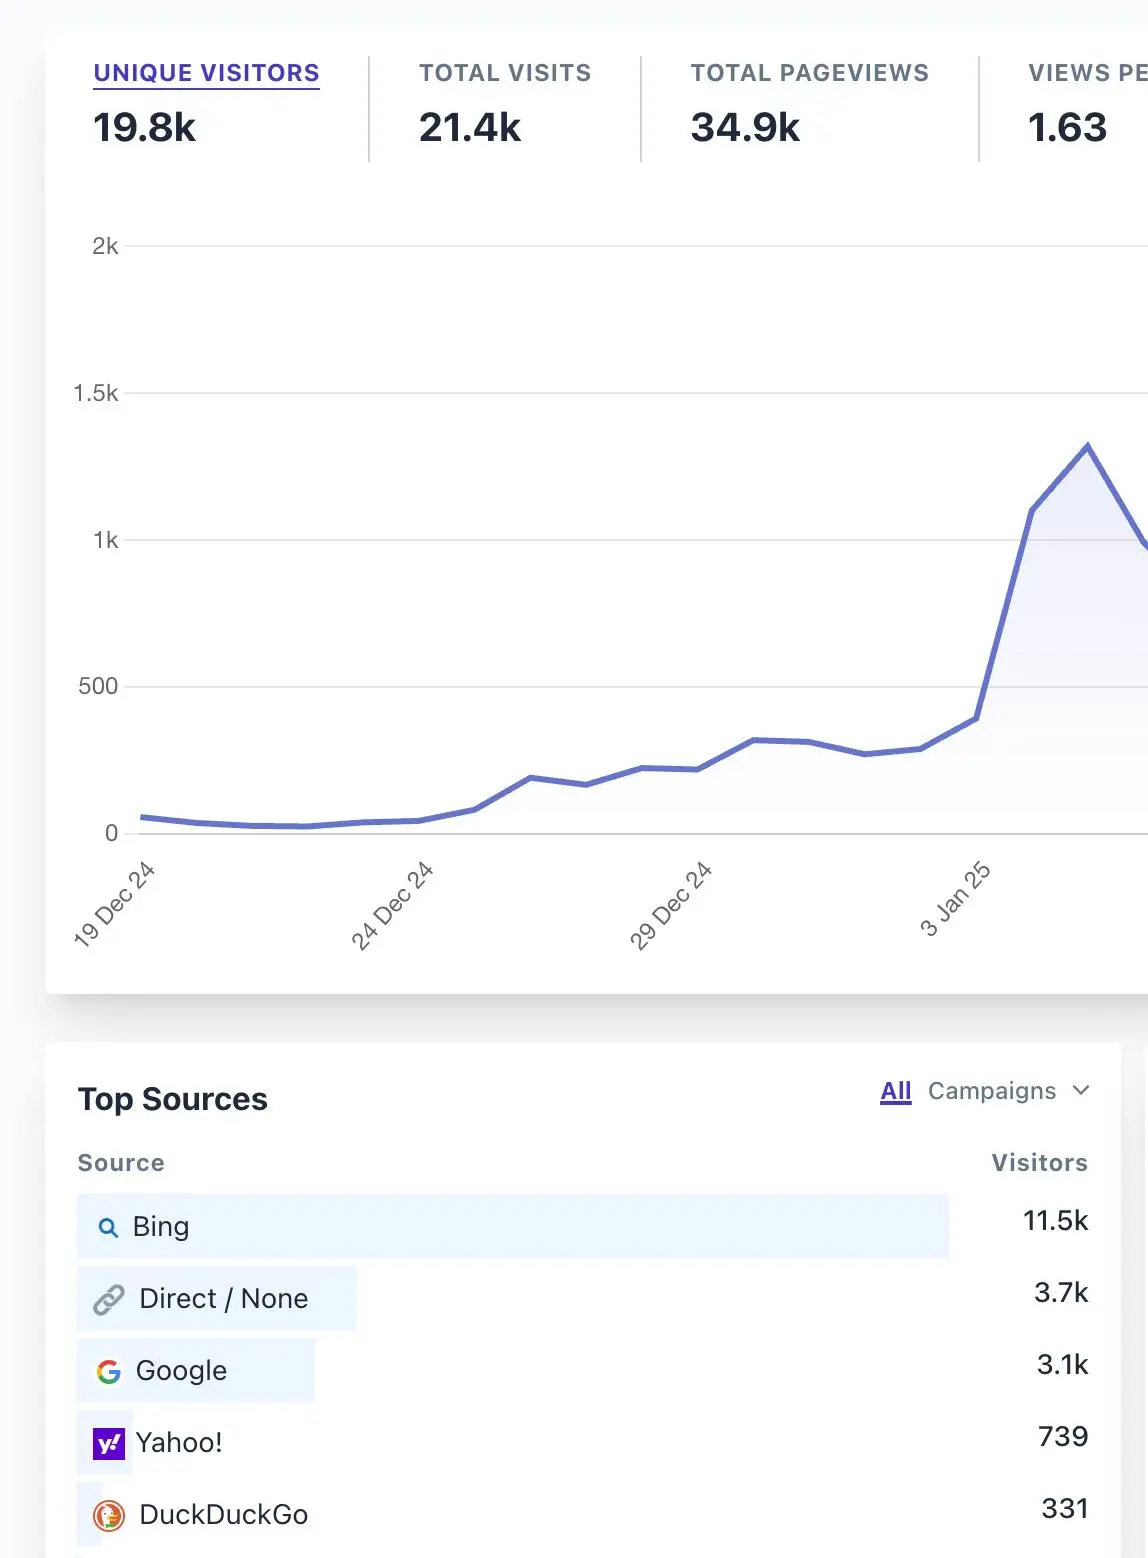 UNIQUE VISITORS
19.8k
TOTAL VISITS
21.4k
TOTAL PAGEVIEWS
34.9k
VIEWS PE
1.63
2k
1.5k
1k
500
0
19 Dec 24
24 Dec 24
29 Dec 24
3 Jan 25
Top Sources
All Campaigns
Source Visitors
Bing 11.5k
Direct / None 3.7k
Google 3.1k
Yahoo! 739
DuckDuckGo 331